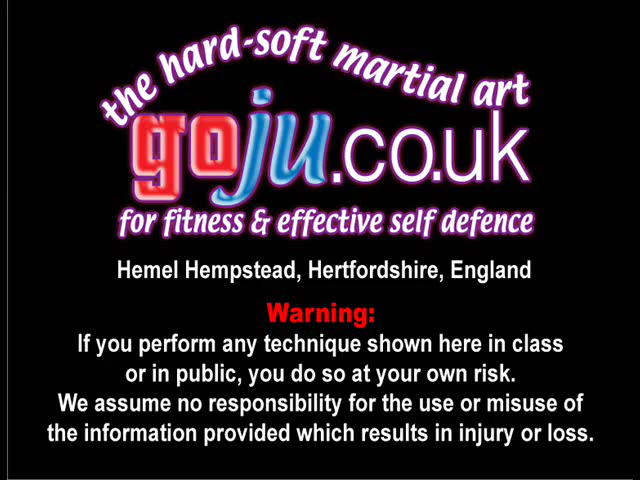 the hard-soft martial art
goju.co.uk
for fitness & effective self defence
Hemel Hempstead, Hertfordshire, England
Warning:
If you perform any technique shown here in class
or in public, you do so at your own risk.
We assume no responsibility for the use or misuse of
the information provided which results in injury or loss.